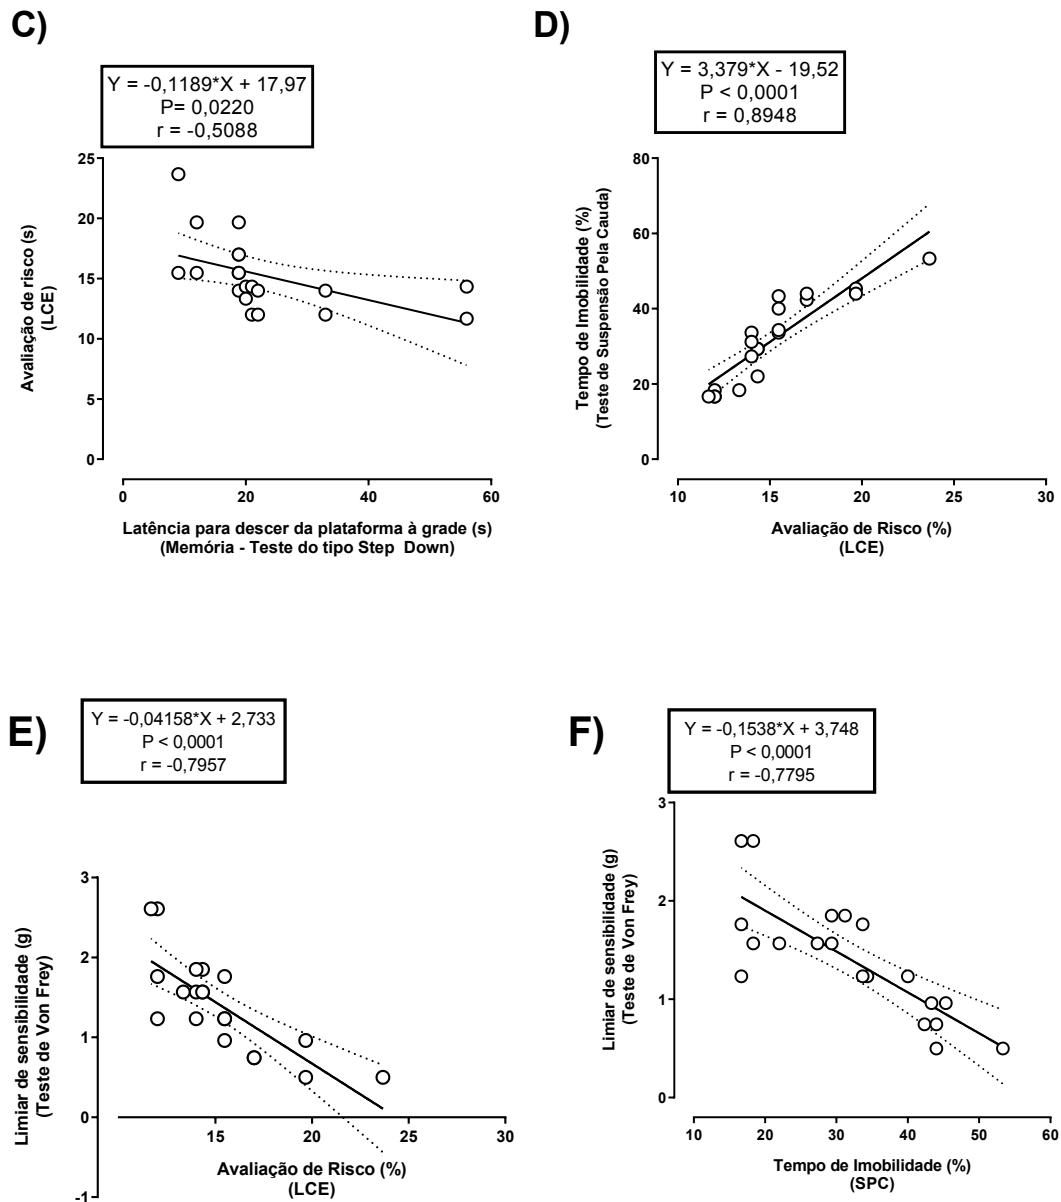 C)
Y = -0,1189*X + 17,97
P= 0,0220
r = -0,5088
25
20
15
10
5
0
Avaliação de risco (s)
(LCE)
0 20 40 60
Latência para descer da plataforma à grade (s)
(Memória - Teste do tipo Step Down)
D)
Y = 3,379*X - 19,52
P < 0,0001
r = 0,8948
80
60
40
20
0
Tempo de Imobilidade (%)
(Teste de Suspensão Pela Cauda)
10 15 20 25 30
Avaliação de Risco (%)
(LCE)
E)
Y = -0,04158*X + 2,733
P < 0,0001
r = -0,7957
3
2
1
0
-1
Limiar de sensibilidade (g)
(Teste de Von Frey)
15 20 25 30
Avaliação de Risco (%)
(LCE)
F)
Y = -0,1538*X + 3,748
P < 0,0001
r = -0,7795
3
2
1
0
Limiar de sensibilidade (g)
(Teste de Von Frey)
10 20 30 40 50 60
Tempo de Imobilidade (%)
(SPC)